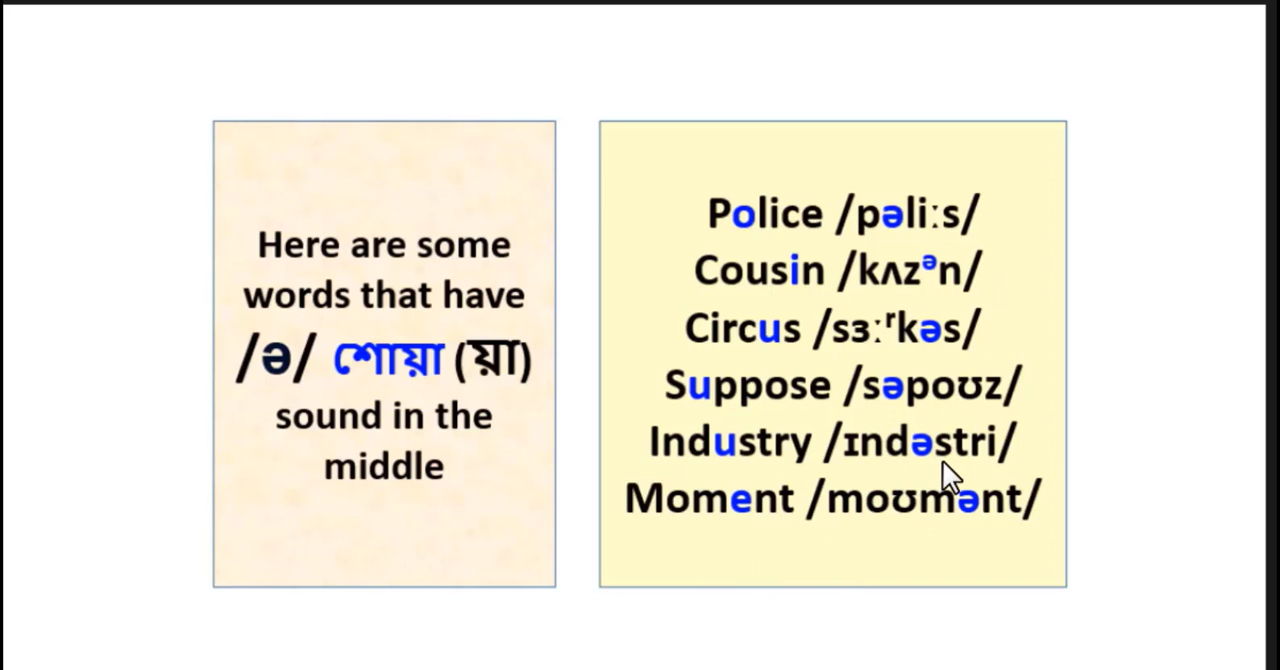 Here are some
words that have
/ə/ শোয়া (য়া)
sound in the
middle
Police /pəliːs/
Cousin /kʌzᵊn/
Circus /sɜːʳkəs/
Suppose /səpoʊz/
Industry /ɪndəstri/
Moment /moʊmənt/